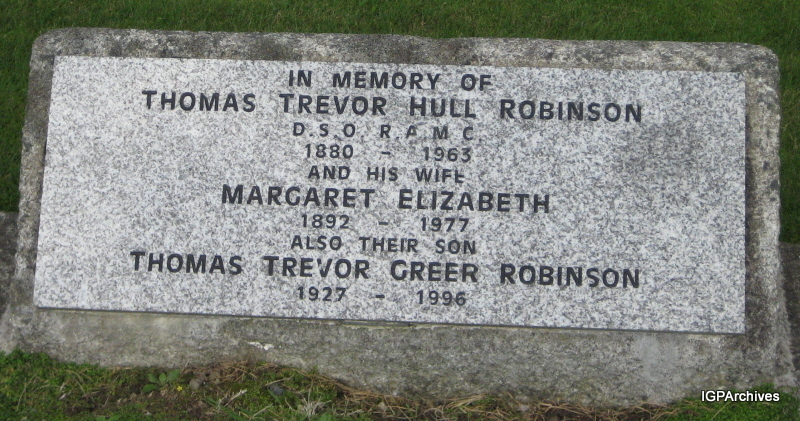 IN MEMORY OF
THOMAS TREVOR HULL ROBINSON
D.S.O. R.A.M.C.
1880 - 1963
AND HIS WIFE
MARGARET ELIZABETH
1892 - 1977
ALSO THEIR SON
THOMAS TREVOR GREER ROBINSON
1927 - 1996
IGPArchives